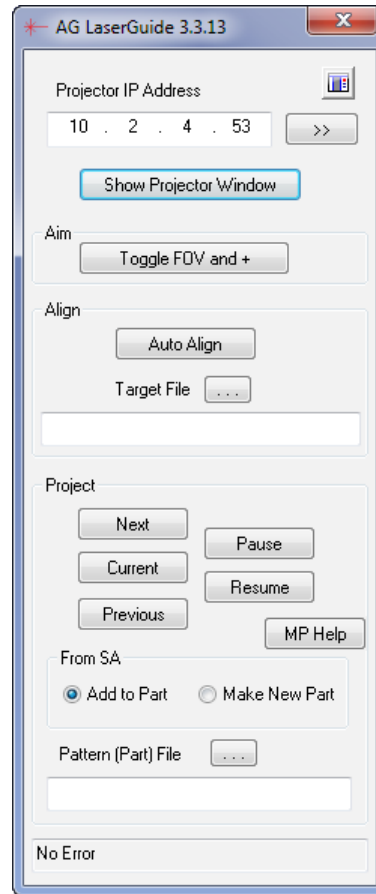 AG LaserGuide 3.3.13
Projector IP Address
10 . 2 . 4 . 53
>>
Show Projector Window
Aim
Toggle FOV and +
Align
Auto Align
Target File ...
Project
Next
Pause
Current
Resume
Previous
MP Help
From SA
Add to Part Make New Part
Pattern (Part) File ...
No Error